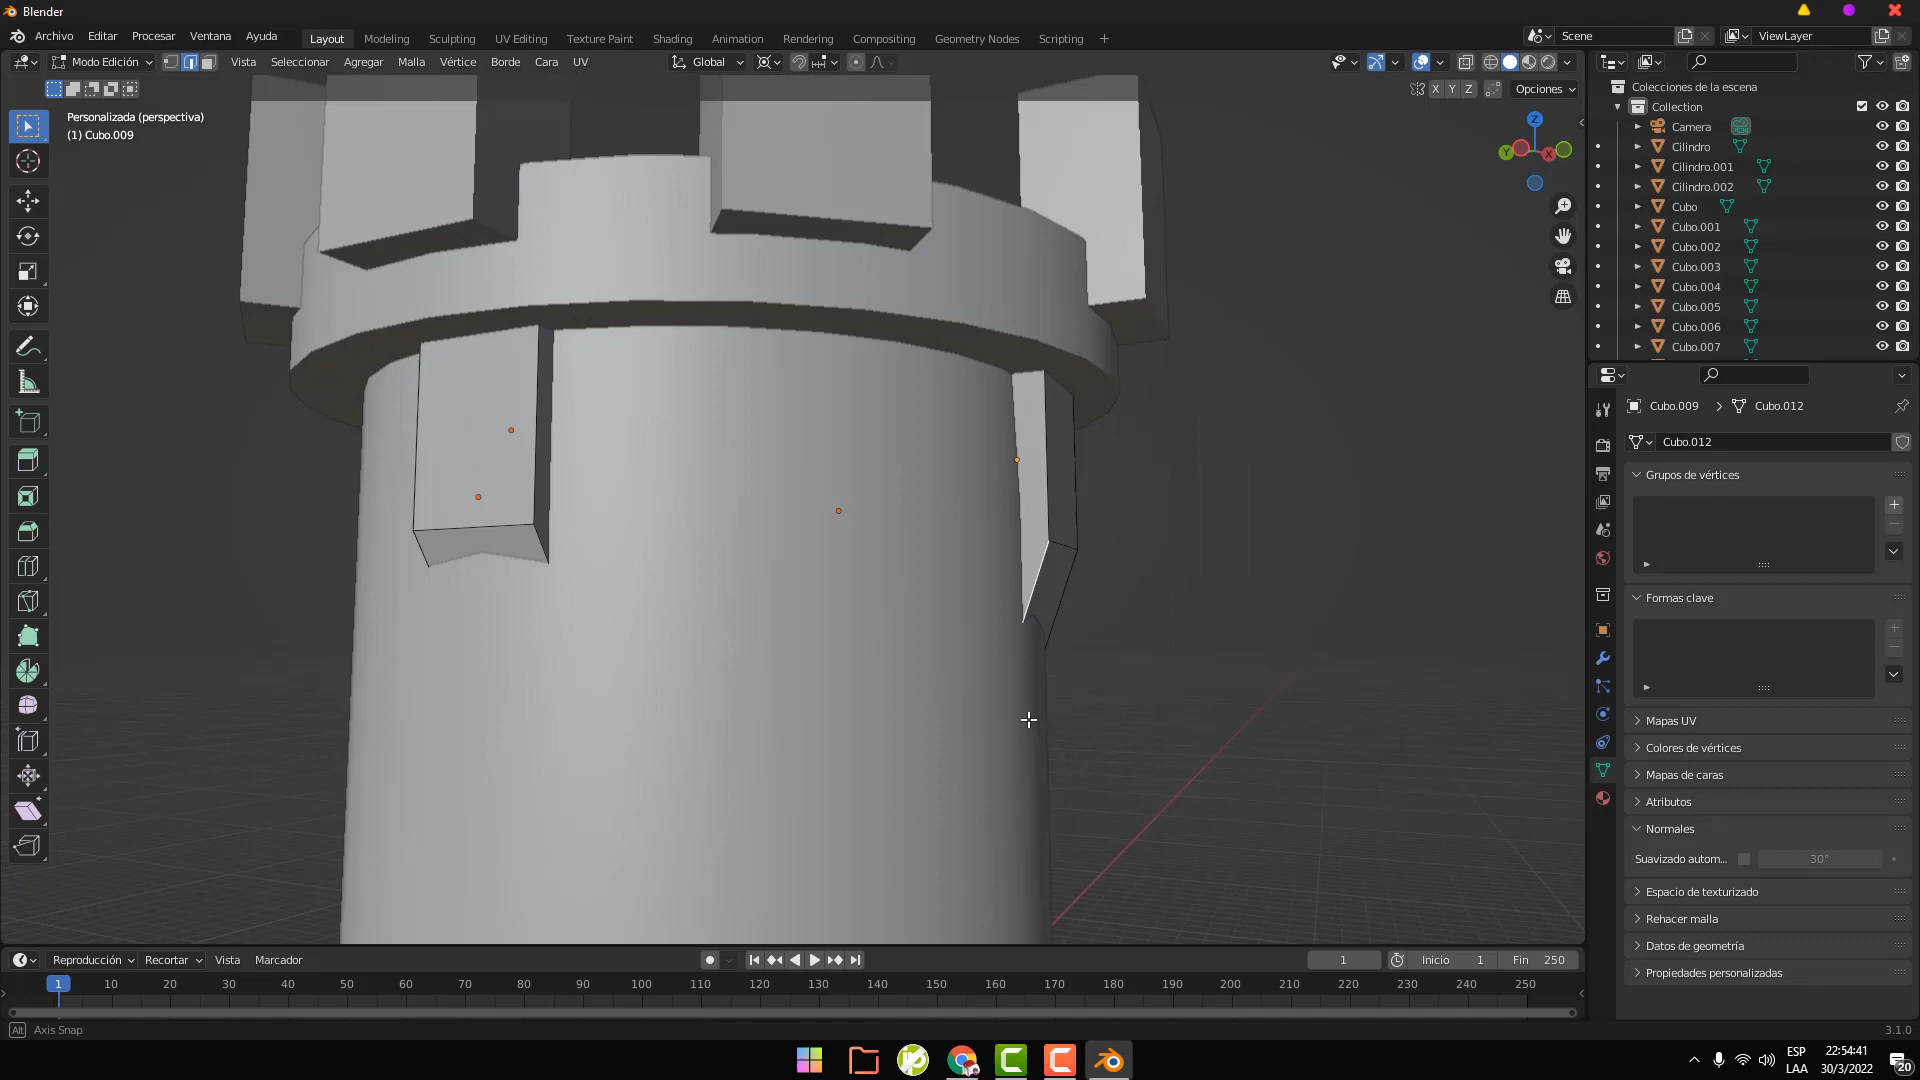 Blender
Archivo Editar Procesar Ventana Ayuda Layout Modeling Sculpting UV Editing Texture Paint Shading Animation Rendering Compositing Geometry Nodes Scripting + Scene ViewLayer
Modo Edición Vista Seleccionar Agregar Malla Vértice Borde Cara UV Global
X Y Z Opciones
Personalizada (perspectiva)
(1) Cubo.009
Z
Y X
Colecciones de la escena
Collection
Camera
Cilindro
Cilindro.001
Cilindro.002
Cubo
Cubo.001
Cubo.002
Cubo.003
Cubo.004
Cubo.005
Cubo.006
Cubo.007
Cubo.009 > Cubo.012
Cubo.012
Grupos de vértices
Formas clave
Mapas UV
Colores de vértices
Mapas de caras
Atributos
Normales
Suavizado autom... 30°
Espacio de texturizado
Rehacer malla
Datos de geometría
Propiedades personalizadas
Reproducción Recortar Vista Marcador 1 Inicio 1 Fin 250
1 10 20 30 40 50 60 70 80 90 100 110 120 130 140 150 160 170 180 190 200 210 220 230 240 250
Alt Axis Snap 3.1.0
ESP
LAA
22:54:41
30/3/2022
20